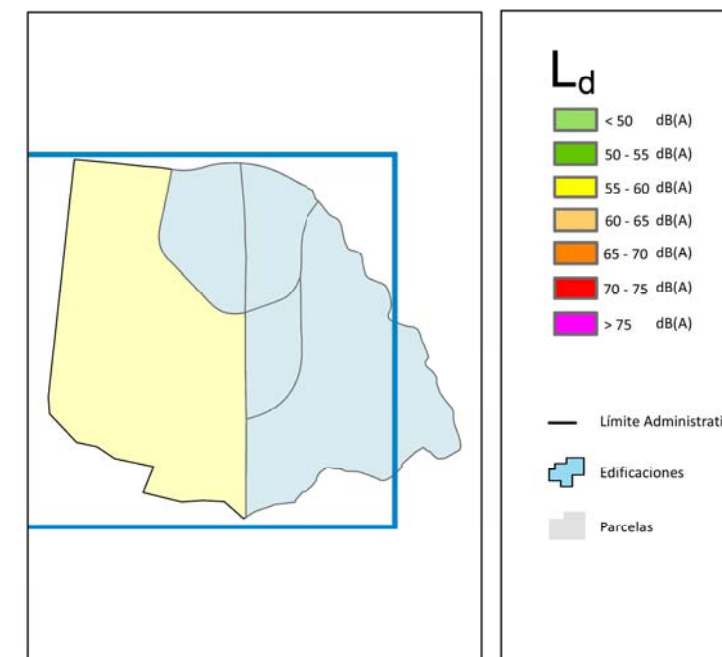 Ld
< 50 dB(A)
50 - 55 dB(A)
55 - 60 dB(A)
60 - 65 dB(A)
65 - 70 dB(A)
70 - 75 dB(A)
> 75 dB(A)
Límite Administrati
Edificaciones
Parcelas